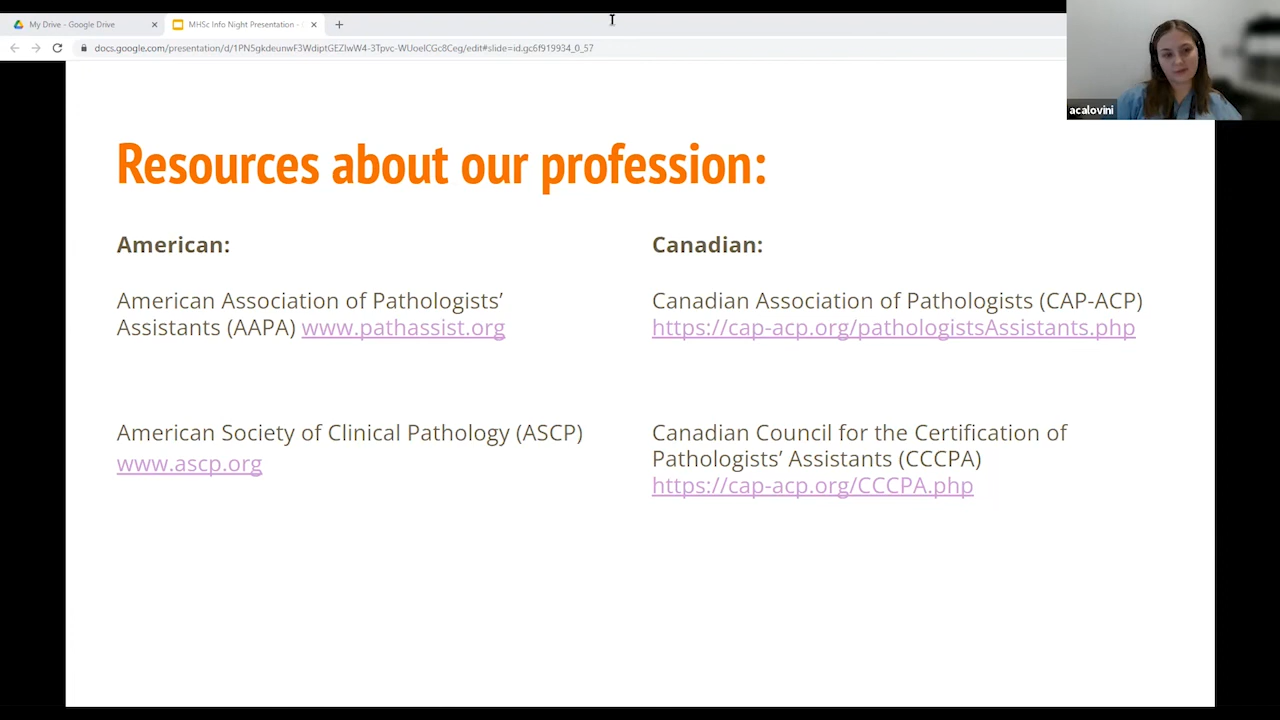 My Drive - Google Drive
MHSc Info Night Presentation -
docs.google.com/presentation/d/1PN5gkdeunwF3WdiptGEZlwW4-3Tpvc-WUoelCGc8Ceg/edit#slide=id.gc6f919934_0_57
acalovini
Resources about our profession:
American:
American Association of Pathologists’
Assistants (AAPA) www.pathassist.org
American Society of Clinical Pathology (ASCP)
www.ascp.org
Canadian:
Canadian Association of Pathologists (CAP-ACP)
https://cap-acp.org/pathologistsAssistants.php
Canadian Council for the Certification of
Pathologists’ Assistants (CCCPA)
https://cap-acp.org/CCCPA.php